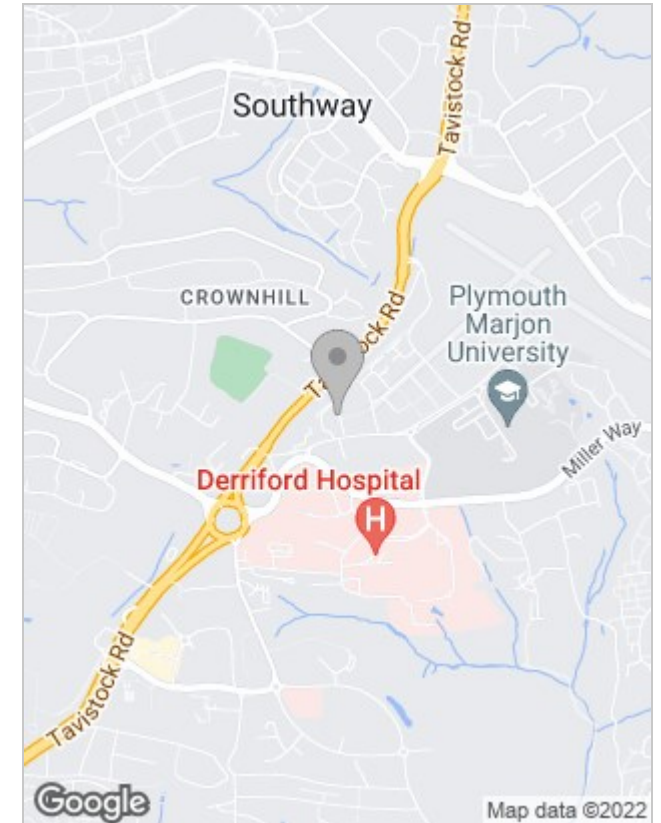 Tavistock Rd
Southway
CROWNHILL
Tavistock Rd
Plymouth
Marjon
University
Miller Way
Derriford Hospital
H
Tavistock Rd
Google
Map data ©2022